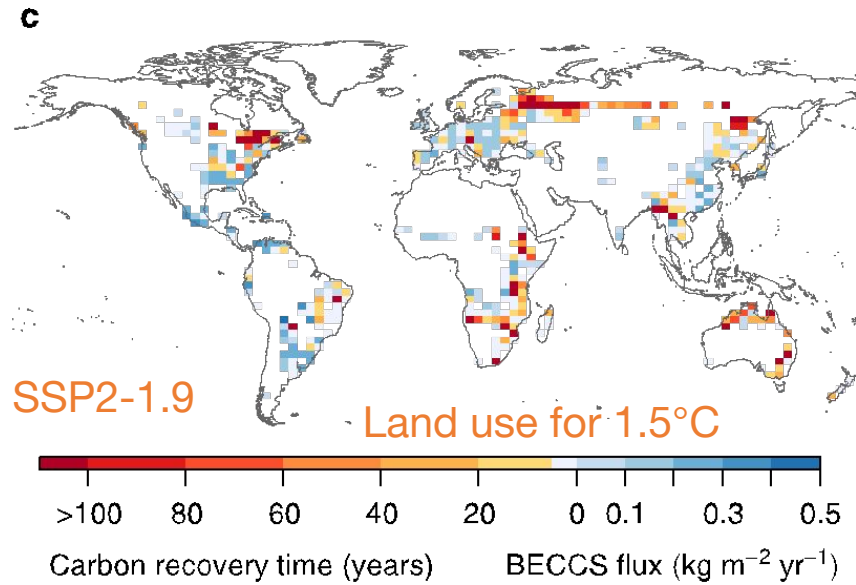 c
SSP2-1.9
Land use for 1.5°C
>100 80 60 40 20 0 0.1 0.3 0.5
Carbon recovery time (years) BECCS flux (kg m⁻² yr⁻¹)